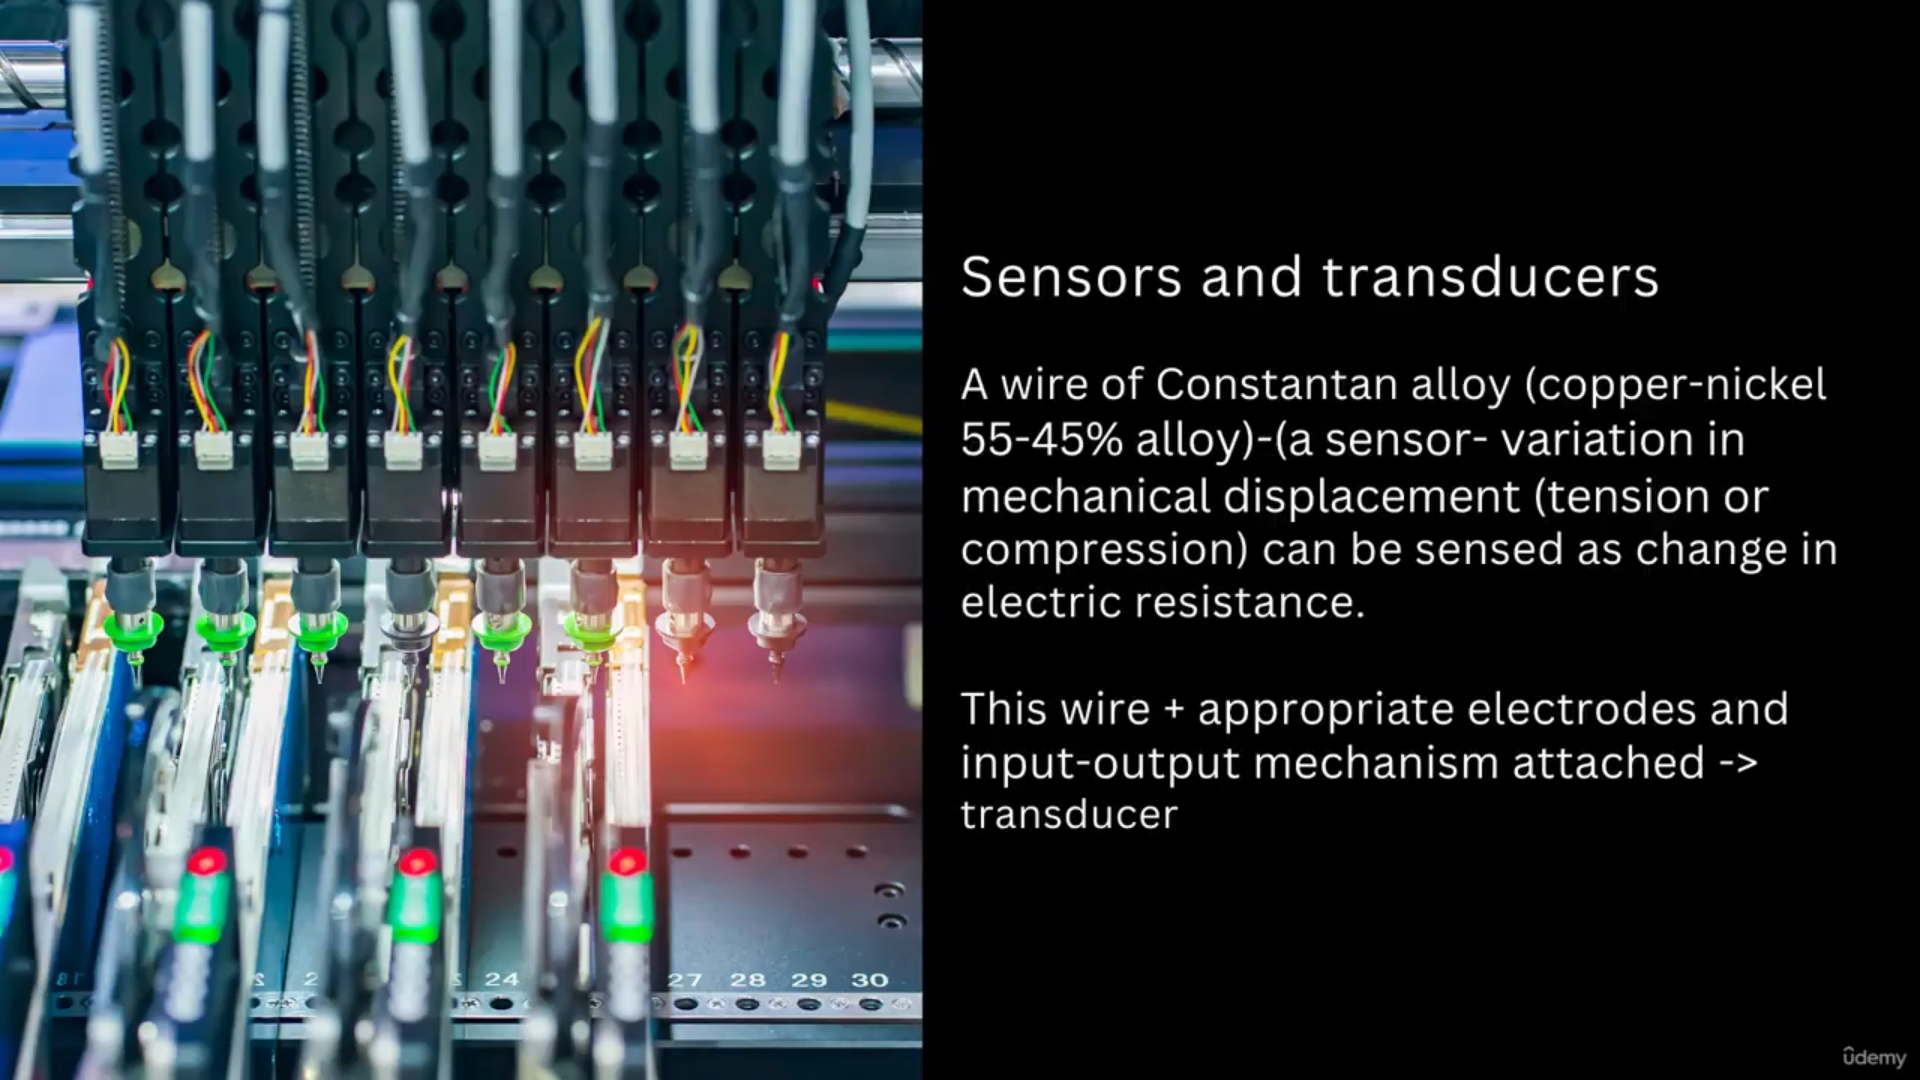 Sensors and transducers
A wire of Constantan alloy (copper-nickel
55-45% alloy)-(a sensor- variation in
mechanical displacement (tension or
compression) can be sensed as change in
electric resistance.
This wire + appropriate electrodes and
input-output mechanism attached ->
transducer
24 27 28 29 30
ûdemy